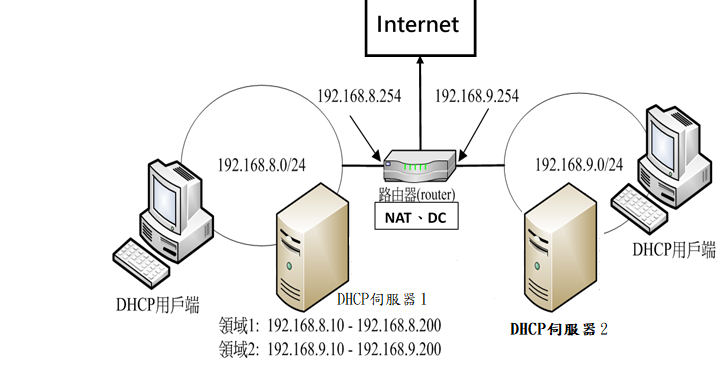 Internet
192.168.8.254
192.168.9.254
192.168.8.0/24
192.168.9.0/24
路由器(router)
NAT、DC
DHCP用戶端
DHCP伺服器1
領域1: 192.168.8.10 - 192.168.8.200
領域2: 192.168.9.10 - 192.168.9.200
DHCP伺服器2
DHCP用戶端